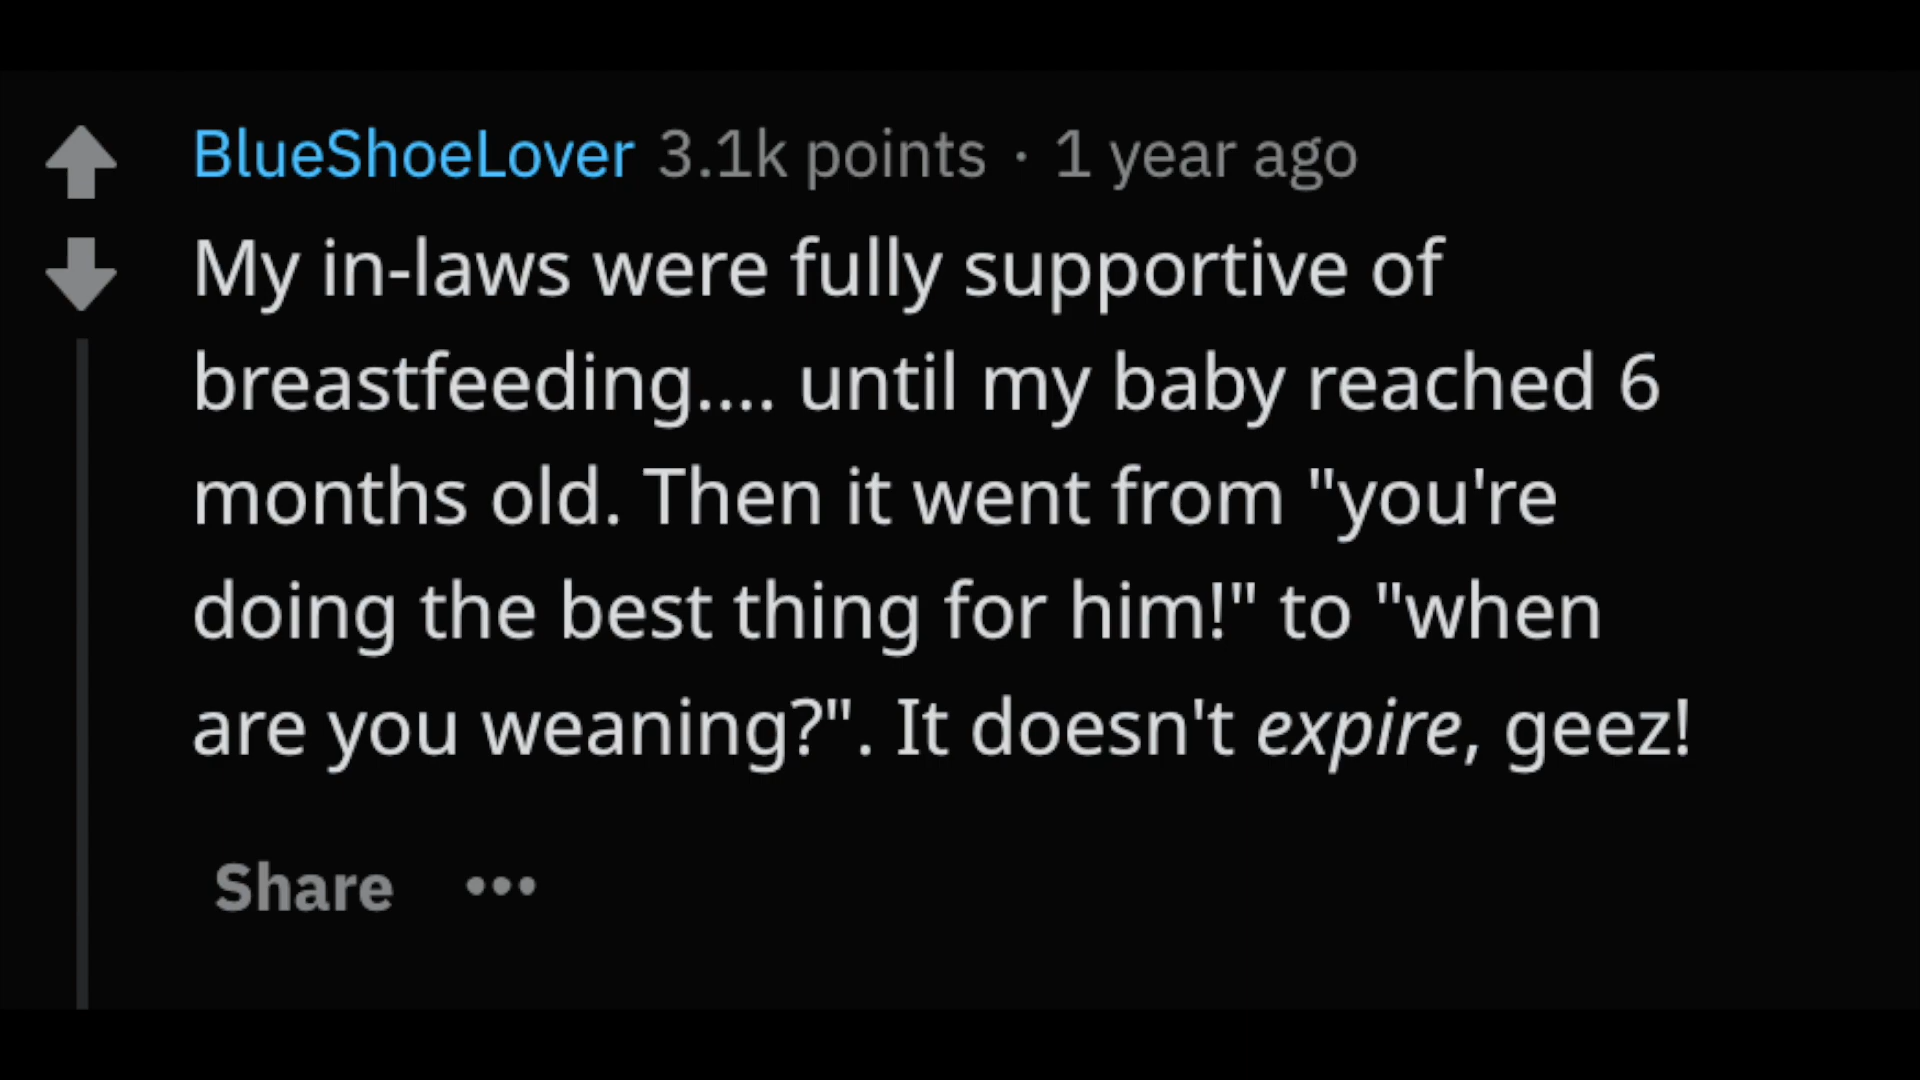 BlueShoeLover 3.1k points · 1 year ago
My in-laws were fully supportive of
breastfeeding.... until my baby reached 6
months old. Then it went from "you're
doing the best thing for him!" to "when
are you weaning?". It doesn't expire, geez!
Share •••